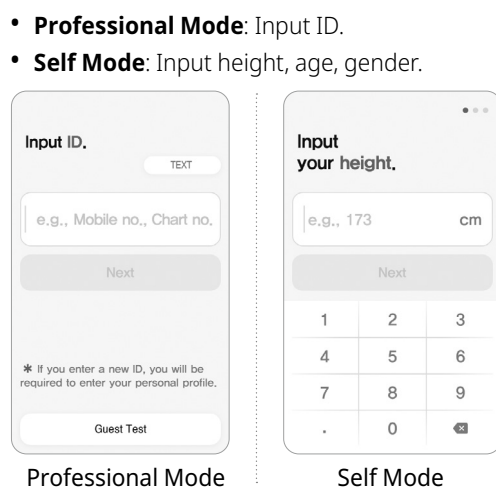 • Professional Mode: Input ID.
• Self Mode: Input height, age, gender.
Input ID.
TEXT
e.g., Mobile no., Chart no.
Next
✱ If you enter a new ID, you will be
required to enter your personal profile.
Guest Test
Professional Mode
Input
your height.
e.g., 173 cm
Next
1 2 3
4 5 6
7 8 9
. 0
Self Mode